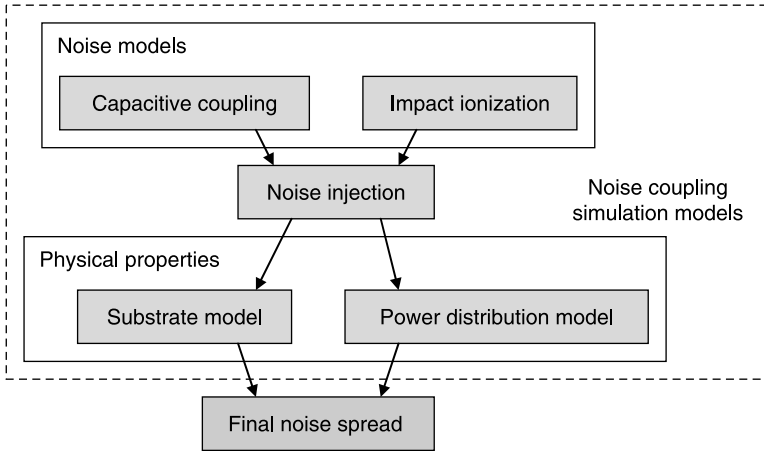 Noise models
Capacitive coupling
Impact ionization
Noise injection
Noise coupling
simulation models
Physical properties
Substrate model
Power distribution model
Final noise spread